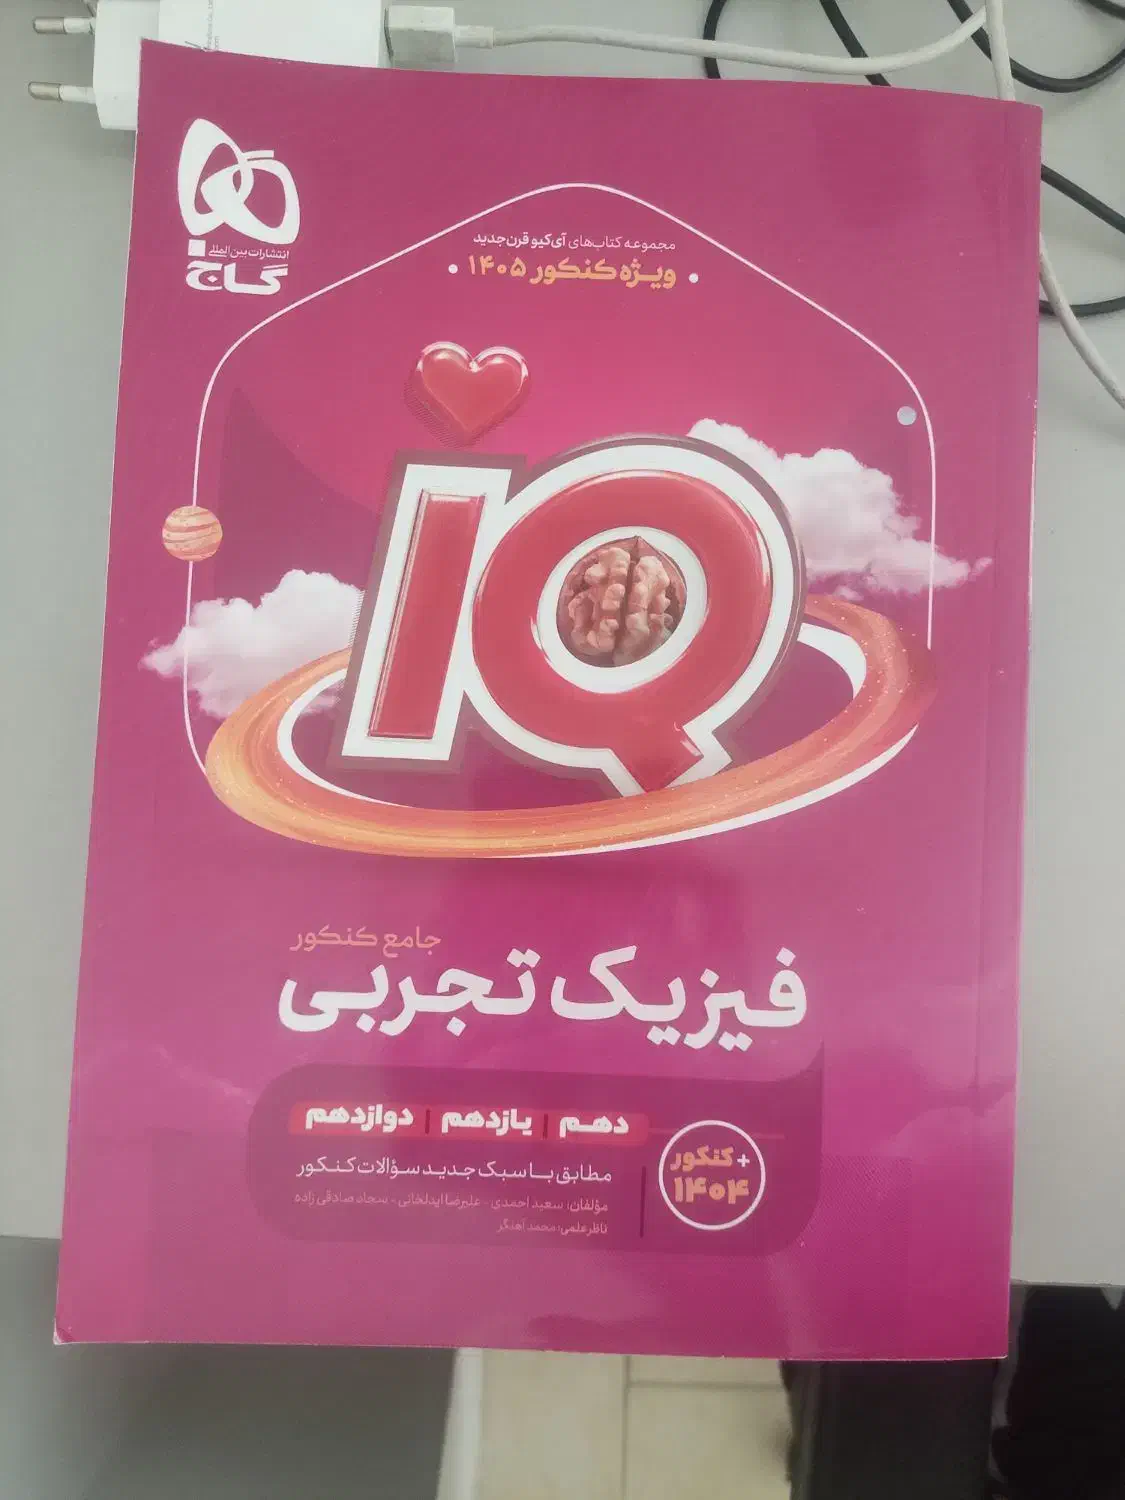 انتشارات بین‌المللی
گاج
مجموعه کتاب‌های آی‌کیو قرن جدید
• ویژه کنکور ۱۴۰۵ •
IQ
جامع کنکور
فیزیک تجربی
دهم | یازدهم | دوازدهم
+ کنکور
۱۴۰۴
مطابق با سبک جدید سؤالات کنکور
مؤلفان: سعید احمدی - علیرضا ایدلخانی - سجاد صادقی‌زاده
ناظر علمی: محمد آهنگر